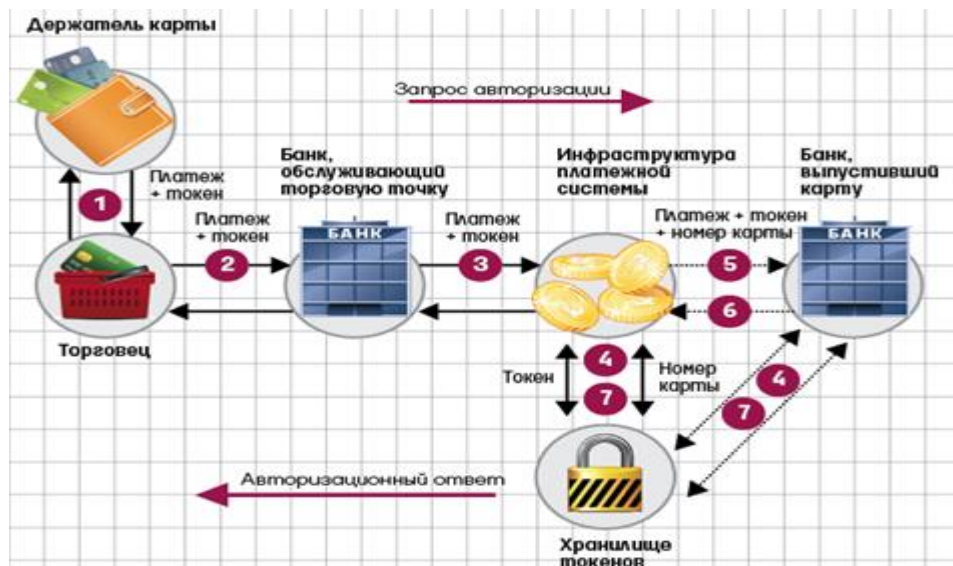 Держатель карты
Запрос авторизации
Банк,
обслуживающий
торговую точку
Инфраструктура
платежной
системы
Банк,
выпустивший
карту
1
Платеж
+ токен
Платеж
+ токен
2
БАНК
Платеж
+ токен
3
Платеж + токен
+ номер карты
5
6
БАНК
Торговец
Токен
4
7
Номер
карты
4
7
Авторизационный ответ
Хранилище
токенов